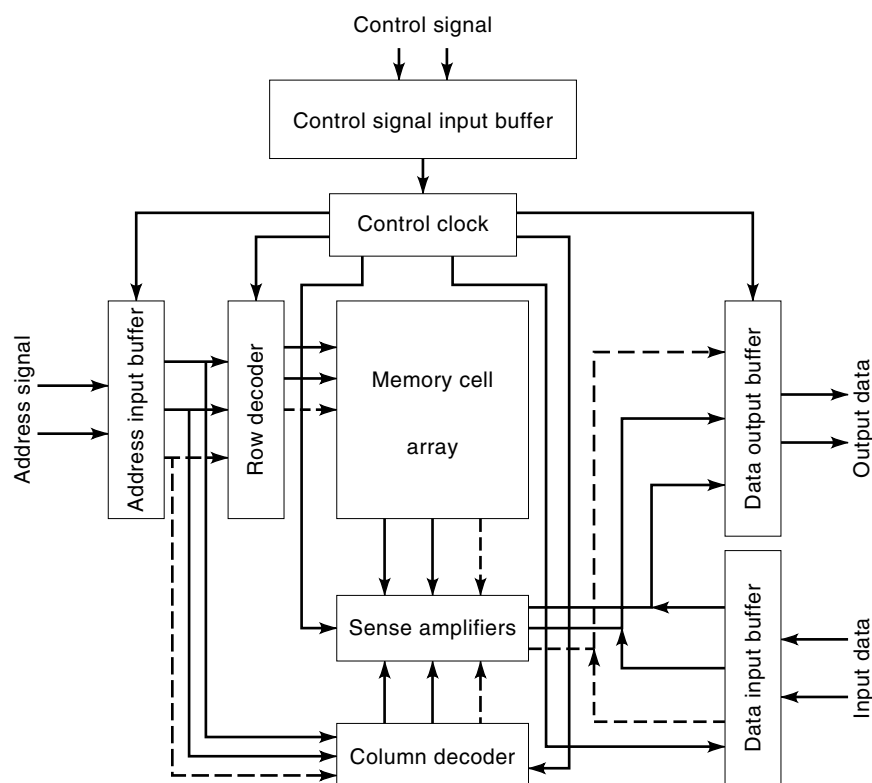 Control signal
Control signal input buffer
Control clock
Address signal
Address input buffer
Row decoder
Memory cell
array
Data output buffer
Output data
Sense amplifiers
Data input buffer
Input data
Column decoder